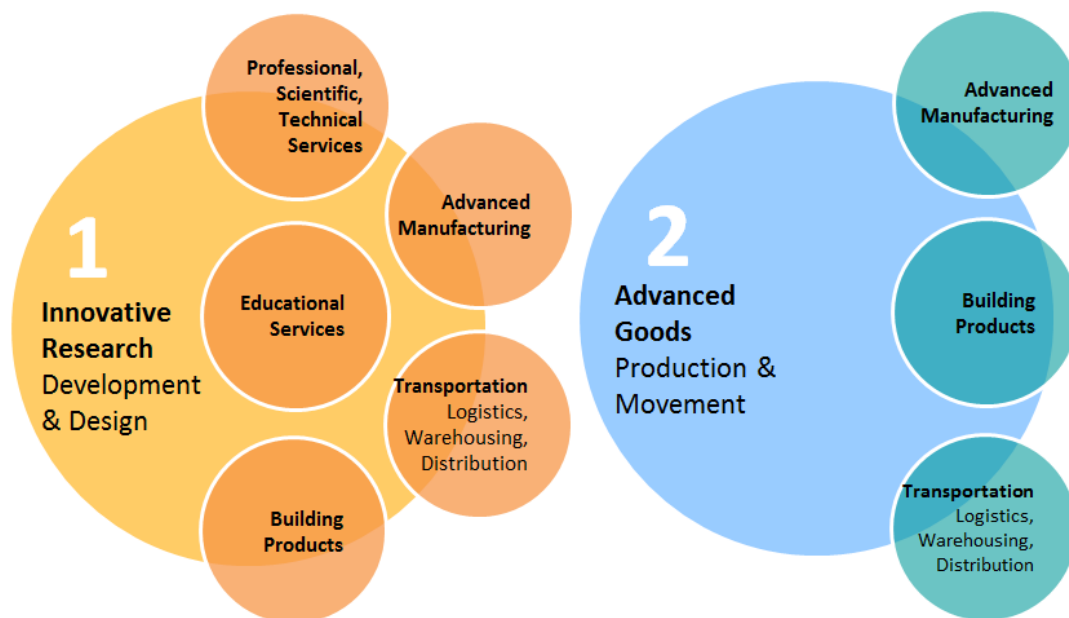 1
Innovative
Research
Development
& Design
Professional,
Scientific,
Technical
Services
Advanced
Manufacturing
Educational
Services
Transportation
Logistics,
Warehousing,
Distribution
Building
Products
2
Advanced
Goods
Production &
Movement
Advanced
Manufacturing
Building
Products
Transportation
Logistics,
Warehousing,
Distribution